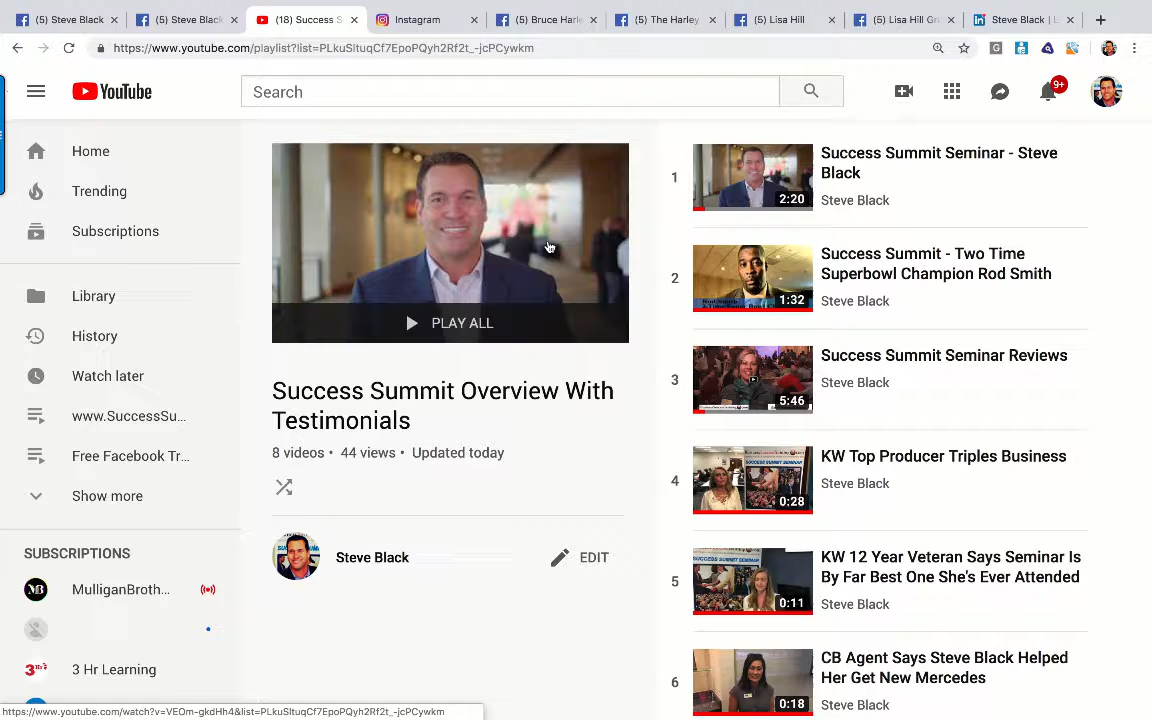 (5) Steve Black
(5) Steve Black
(18) Success S
Instagram
(5) Bruce Harle
(5) The Harley
(5) Lisa Hill
(5) Lisa Hill Gr
Steve Black | L
https://www.youtube.com/playlist?list=PLkuSltuqCf7EpoPQyh2Rf2t_-jcPCywkm
YouTube
Search
9+
Home
Trending
Subscriptions
Library
History
Watch later
www.SuccessSu...
Free Facebook Tr...
Show more
SUBSCRIPTIONS
MulliganBroth...
3 Hr Learning
PLAY ALL
Success Summit Overview With
Testimonials
8 videos • 44 views • Updated today
Steve Black
EDIT
1
2:20
Success Summit Seminar - Steve
Black
Steve Black
2
1:32
Success Summit - Two Time
Superbowl Champion Rod Smith
Steve Black
3
5:46
Success Summit Seminar Reviews
Steve Black
4
0:28
KW Top Producer Triples Business
Steve Black
5
0:11
KW 12 Year Veteran Says Seminar Is
By Far Best One She's Ever Attended
Steve Black
6
0:18
CB Agent Says Steve Black Helped
Her Get New Mercedes
Steve Black
https://www.youtube.com/watch?v=VEOm-gkdHh4&list=PLkuSltuqCf7EpoPQyh2Rf2t_-jcPCywkm